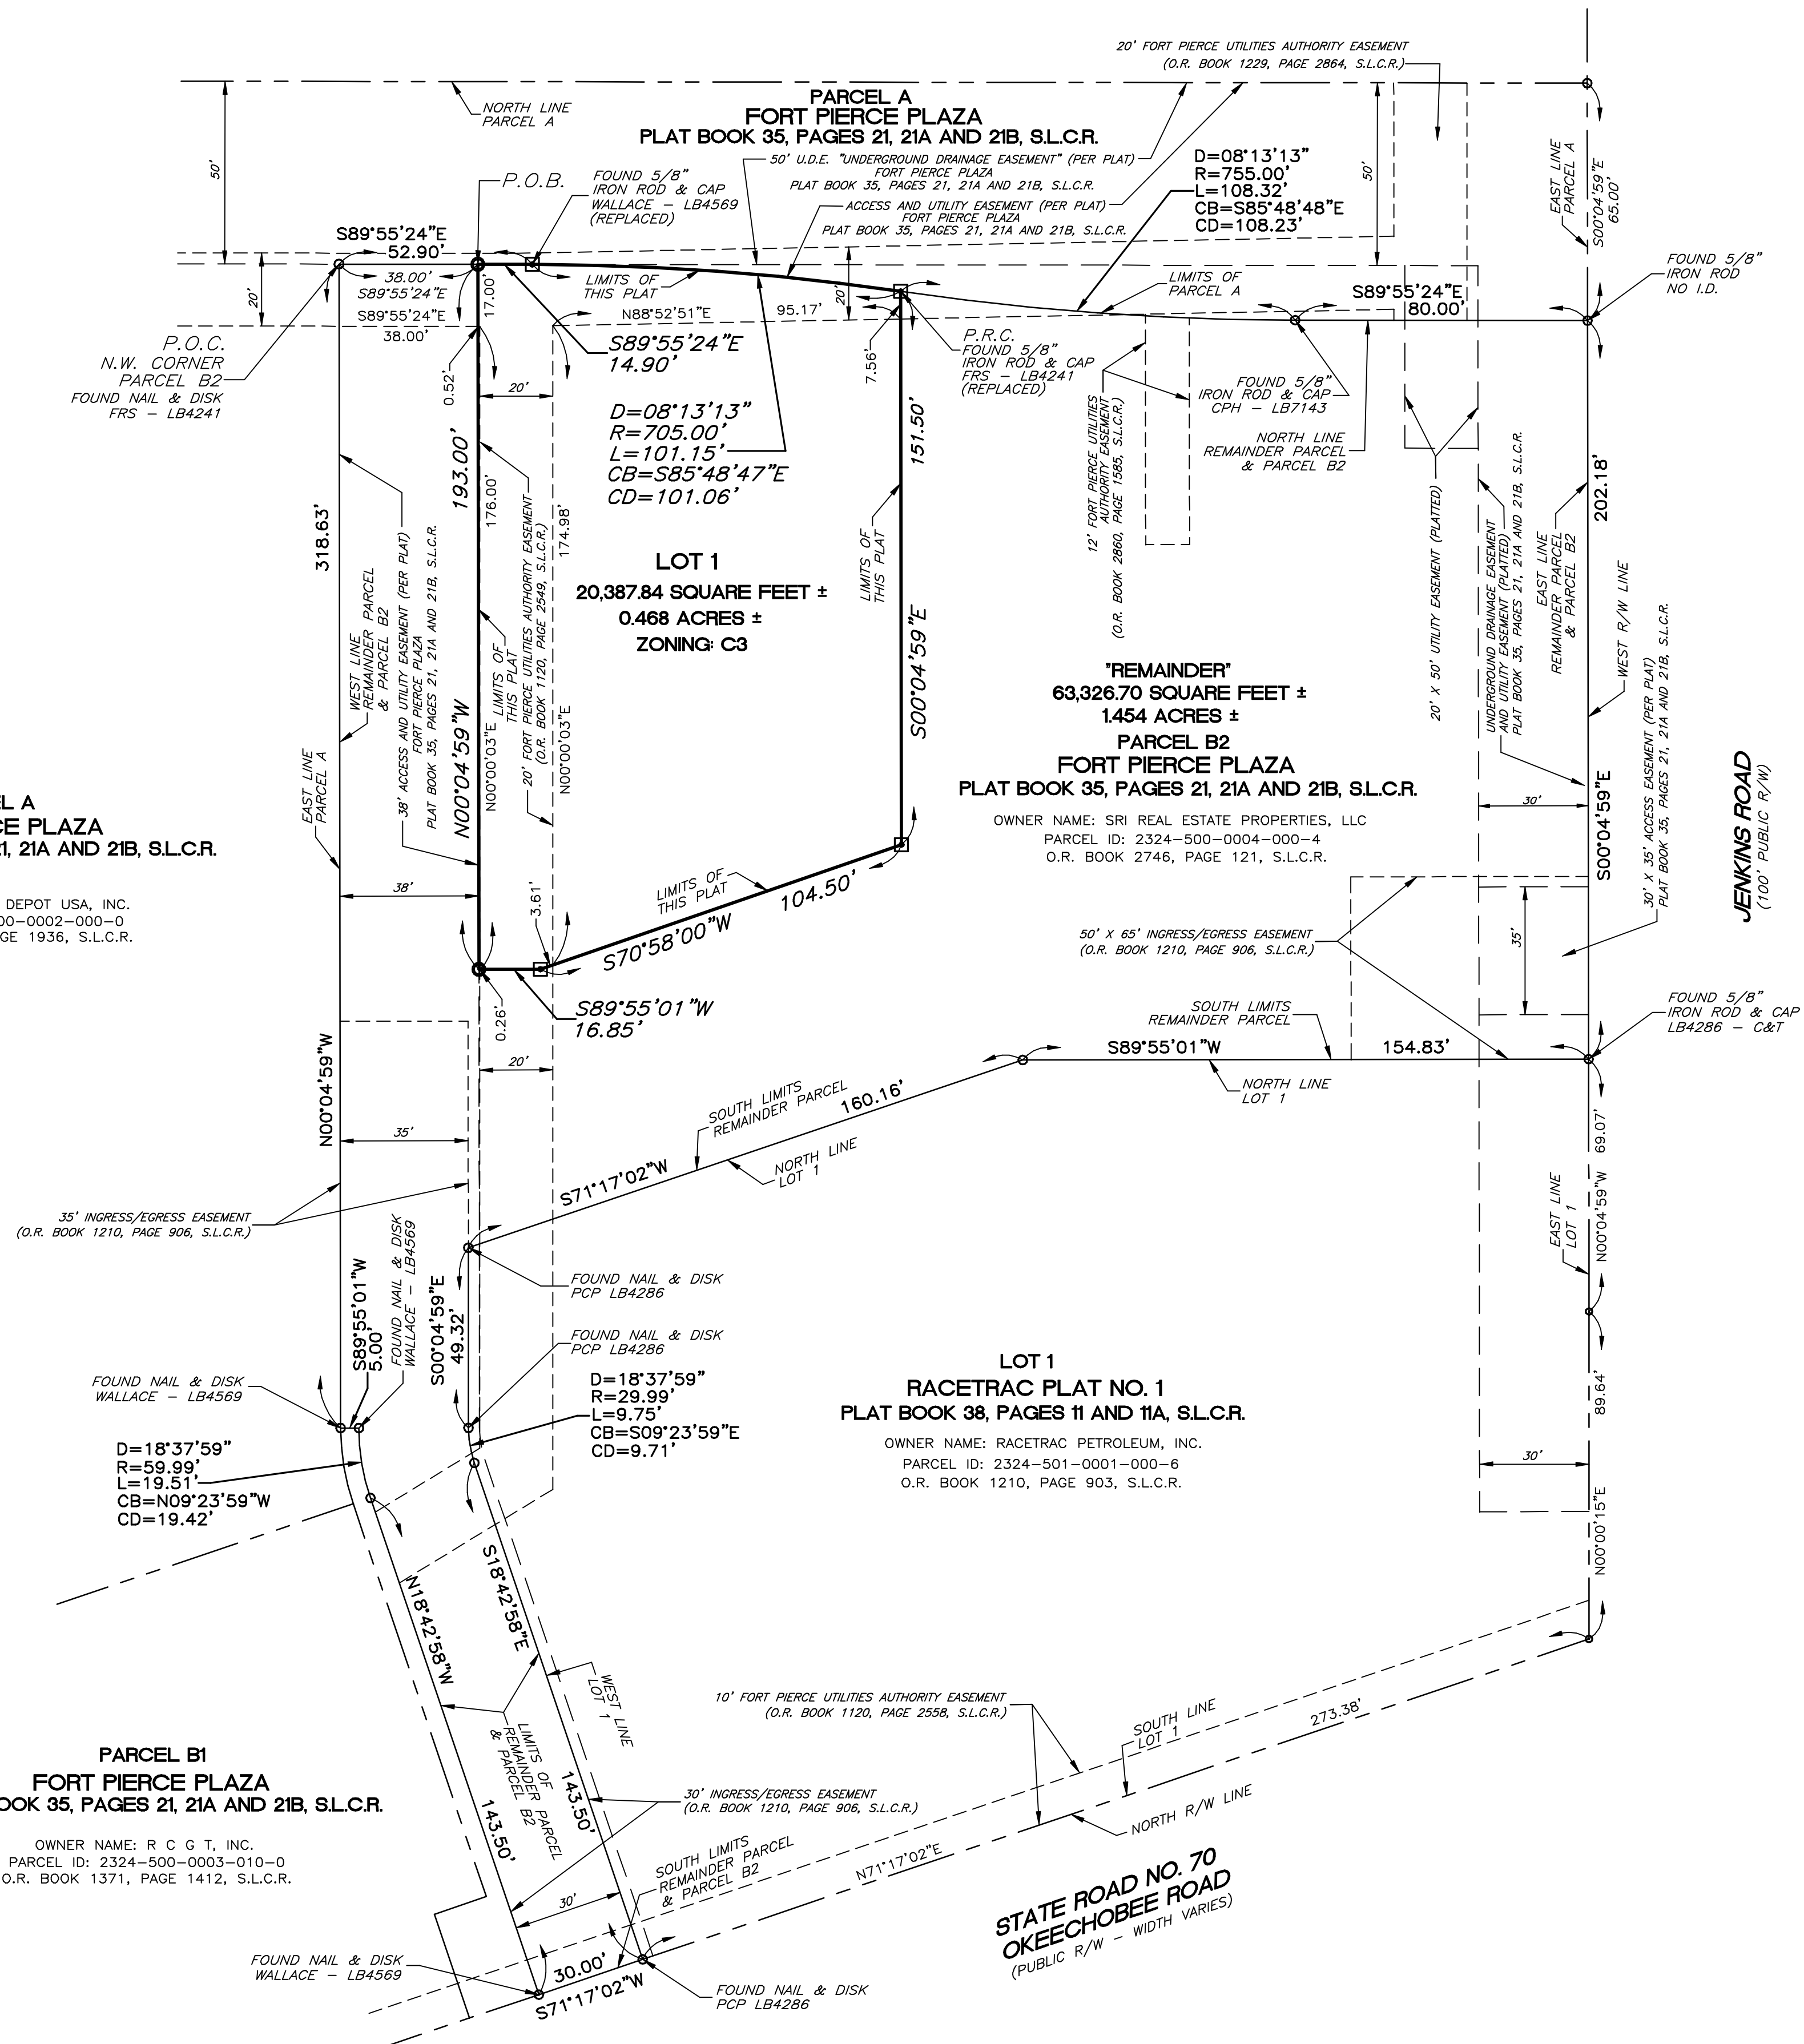 20' FORT PIERCE UTILITIES AUTHORITY EASEMENT
(O.R. BOOK 1229, PAGE 2864, S.L.C.R.)
NORTH LINE
PARCEL A
50'
PARCEL A
FORT PIERCE PLAZA
PLAT BOOK 35, PAGES 21, 21A AND 21B, S.L.C.R.
50' U.D.E. "UNDERGROUND DRAINAGE EASEMENT" (PER PLAT)
FORT PIERCE PLAZA
PLAT BOOK 35, PAGES 21, 21A AND 21B, S.L.C.R.
ACCESS AND UTILITY EASEMENT (PER PLAT)
FORT PIERCE PLAZA
PLAT BOOK 35, PAGES 21, 21A AND 21B, S.L.C.R.
D=08°13'13"
R=755.00'
L=108.32'
CB=S85°48'48"E
CD=108.23'
50'
EAST LINE
PARCEL A
S00°04'59"E
65.00'
P.O.B.
FOUND 5/8"
IRON ROD & CAP
WALLACE - LB4569
(REPLACED)
S89°55'24"E
52.90'
38.00'
S89°55'24"E
S89°55'24"E
38.00'
20'
17.00'
LIMITS OF
THIS PLAT
20'
LIMITS OF
PARCEL A
S89°55'24"E
80.00'
FOUND 5/8"
IRON ROD
NO I.D.
N88°52'51"E
95.17'
P.O.C.
N.W. CORNER
PARCEL B2
FOUND NAIL & DISK
FRS - LB4241
S89°55'24"E
14.90'
0.52'
20'
7.56'
P.R.C.
FOUND 5/8"
IRON ROD & CAP
FRS - LB4241
(REPLACED)
FOUND 5/8"
IRON ROD & CAP
CPH - LB7143
NORTH LINE
REMAINDER PARCEL
& PARCEL B2
D=08°13'13"
R=705.00'
L=101.15'
CB=S85°48'47"E
CD=101.06'
12' FORT PIERCE UTILITIES
AUTHORITY EASEMENT
(O.R. BOOK 2860, PAGE 1585, S.L.C.R.)
20' X 50' UTILITY EASEMENT (PLATTED)
UNDERGROUND DRAINAGE EASEMENT
AND UTILITY EASEMENT (PLATTED)
PLAT BOOK 35, PAGES 21, 21A AND 21B, S.L.C.R.
EAST LINE
REMAINDER PARCEL
& PARCEL B2
202.18'
WEST R/W LINE
318.63'
193.00'
176.00'
174.98'
151.50'
LIMITS OF
THIS PLAT
S00°04'59"E
WEST LINE
REMAINDER PARCEL
& PARCEL B2
38' ACCESS AND UTILITY EASEMENT (PER PLAT)
FORT PIERCE PLAZA
PLAT BOOK 35, PAGES 21, 21A AND 21B, S.L.C.R.
N00°04'59"W
LIMITS OF
THIS PLAT
N00°00'03"E
20' FORT PIERCE UTILITIES AUTHORITY EASEMENT
(O.R. BOOK 1120, PAGE 2549, S.L.C.R.)
N00°00'03"E
LOT 1
20,387.84 SQUARE FEET ±
0.468 ACRES ±
ZONING: C3
"REMAINDER"
63,326.70 SQUARE FEET ±
1.454 ACRES ±
PARCEL B2
FORT PIERCE PLAZA
PLAT BOOK 35, PAGES 21, 21A AND 21B, S.L.C.R.
OWNER NAME: SRI REAL ESTATE PROPERTIES, LLC
PARCEL ID: 2324-500-0004-000-4
O.R. BOOK 2746, PAGE 121, S.L.C.R.
30'
S00°04'59"E
30' X 35' ACCESS EASEMENT (PER PLAT)
PLAT BOOK 35, PAGES 21, 21A AND 21B, S.L.C.R.
JENKINS ROAD
(100' PUBLIC R/W)
EAST LINE
PARCEL A
EL A
CE PLAZA
21, 21A AND 21B, S.L.C.R.
DEPOT USA, INC.
00-0002-000-0
GE 1936, S.L.C.R.
38'
LIMITS OF
THIS PLAT
104.50'
S70°58'00"W
3.61'
S89°55'01"W
16.85'
0.26'
20'
50' X 65' INGRESS/EGRESS EASEMENT
(O.R. BOOK 1210, PAGE 906, S.L.C.R.)
35'
FOUND 5/8"
IRON ROD & CAP
LB4286 - C&T
SOUTH LIMITS
REMAINDER PARCEL
S89°55'01"W
154.83'
NORTH LINE
LOT 1
N00°04'59"W
35'
SOUTH LIMITS
REMAINDER PARCEL
160.16'
S71°17'02"W
NORTH LINE
LOT 1
69.07'
N00°04'59"W
EAST LINE
LOT 1
35' INGRESS/EGRESS EASEMENT
(O.R. BOOK 1210, PAGE 906, S.L.C.R.)
S89°55'01"W
5.00'
FOUND NAIL & DISK
WALLACE - LB4569
S00°04'59"E
49.32'
FOUND NAIL & DISK
PCP LB4286
FOUND NAIL & DISK
PCP LB4286
FOUND NAIL & DISK
WALLACE - LB4569
D=18°37'59"
R=29.99'
L=9.75'
CB=S09°23'59"E
CD=9.71'
D=18°37'59"
R=59.99'
L=19.51'
CB=N09°23'59"W
CD=19.42'
LOT 1
RACETRAC PLAT NO. 1
PLAT BOOK 38, PAGES 11 AND 11A, S.L.C.R.
OWNER NAME: RACETRAC PETROLEUM, INC.
PARCEL ID: 2324-501-0001-000-6
O.R. BOOK 1210, PAGE 903, S.L.C.R.
89.64'
30'
N00°00'15"E
N18°42'58"W
S18°42'58"E
WEST LINE
LOT 1
LIMITS OF
REMAINDER PARCEL
& PARCEL B2
143.50'
143.50'
10' FORT PIERCE UTILITIES AUTHORITY EASEMENT
(O.R. BOOK 1120, PAGE 2558, S.L.C.R.)
SOUTH LINE
LOT 1
273.38'
PARCEL B1
FORT PIERCE PLAZA
OOK 35, PAGES 21, 21A AND 21B, S.L.C.R.
OWNER NAME: R C G T, INC.
PARCEL ID: 2324-500-0003-010-0
O.R. BOOK 1371, PAGE 1412, S.L.C.R.
30' INGRESS/EGRESS EASEMENT
(O.R. BOOK 1210, PAGE 906, S.L.C.R.)
NORTH R/W LINE
SOUTH LIMITS
REMAINDER PARCEL
& PARCEL B2
N71°17'02"E
30'
STATE ROAD NO. 70
OKEECHOBEE ROAD
(PUBLIC R/W - WIDTH VARIES)
FOUND NAIL & DISK
WALLACE - LB4569
30.00'
S71°17'02"W
FOUND NAIL & DISK
PCP LB4286